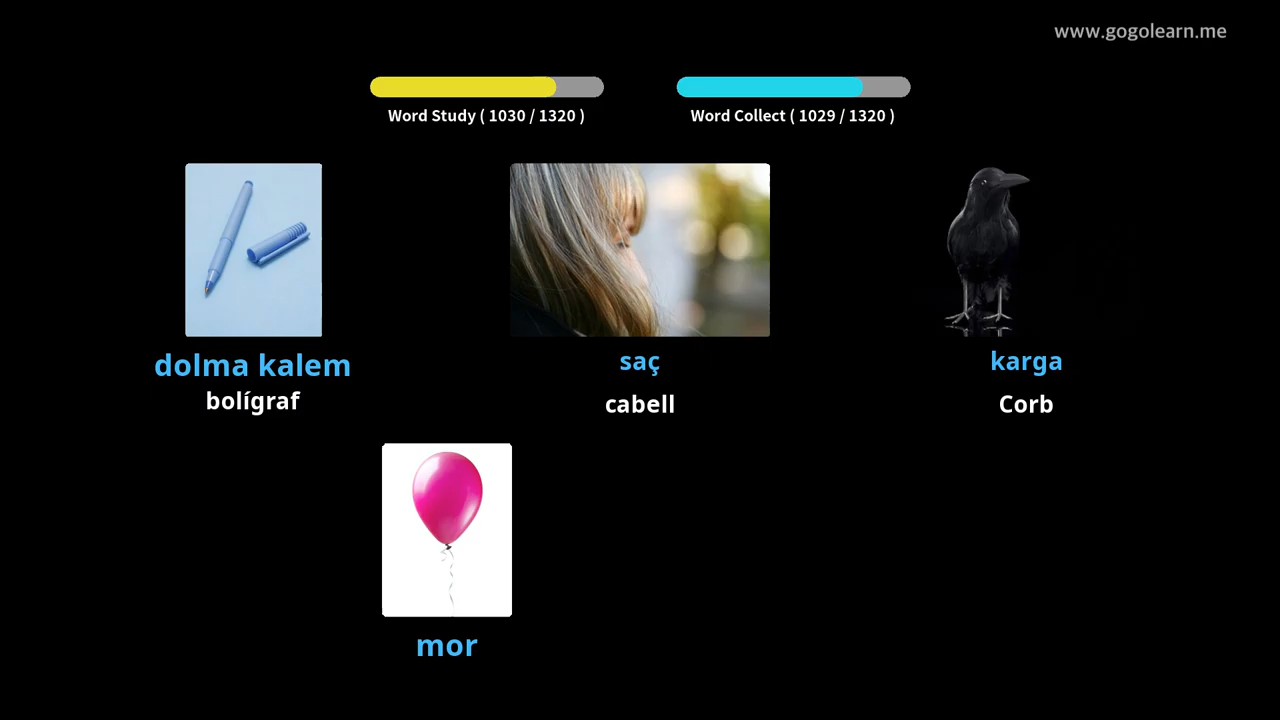 www.gogolearn.me
Word Study ( 1030 / 1320 )
Word Collect ( 1029 / 1320 )
dolma kalem
bolígraf
saç
cabell
karga
Corb
mor